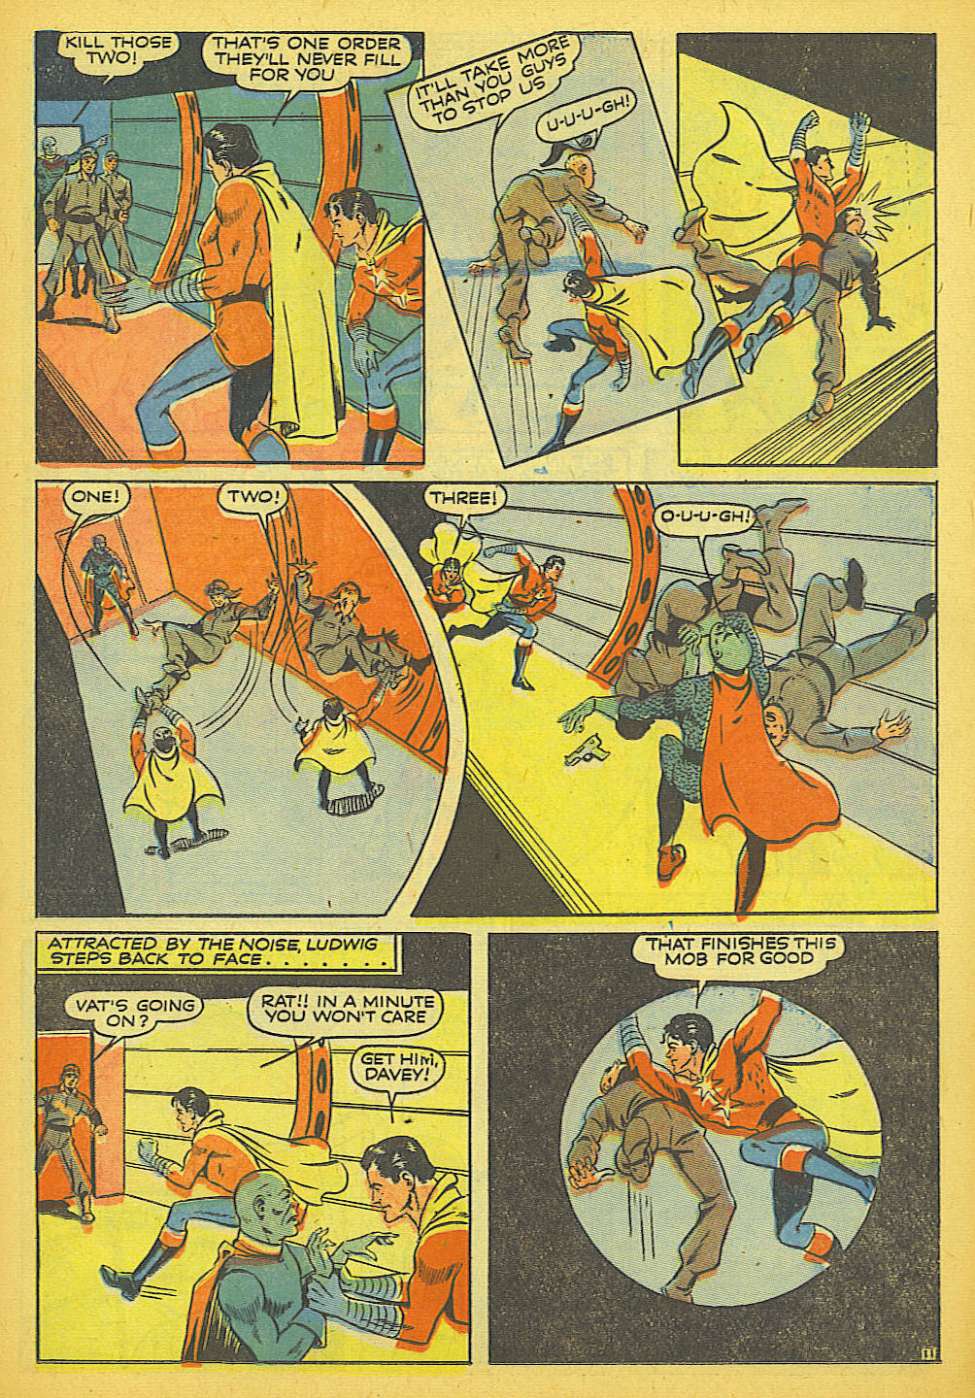 KILL THOSE
TWO!
THAT'S ONE ORDER
THEY'LL NEVER FILL
FOR YOU
IT'LL TAKE MORE
THAN YOU GUYS
TO STOP US
U-U-U-GH!
ONE!
TWO!
THREE!
O-U-U-GH!
ATTRACTED BY THE NOISE, LUDWIG
STEPS BACK TO FACE.......
VAT'S GOING
ON?
RAT!! IN A MINUTE
YOU WON'T CARE
GET HIM,
DAVEY!
THAT FINISHES THIS
MOB FOR GOOD
11